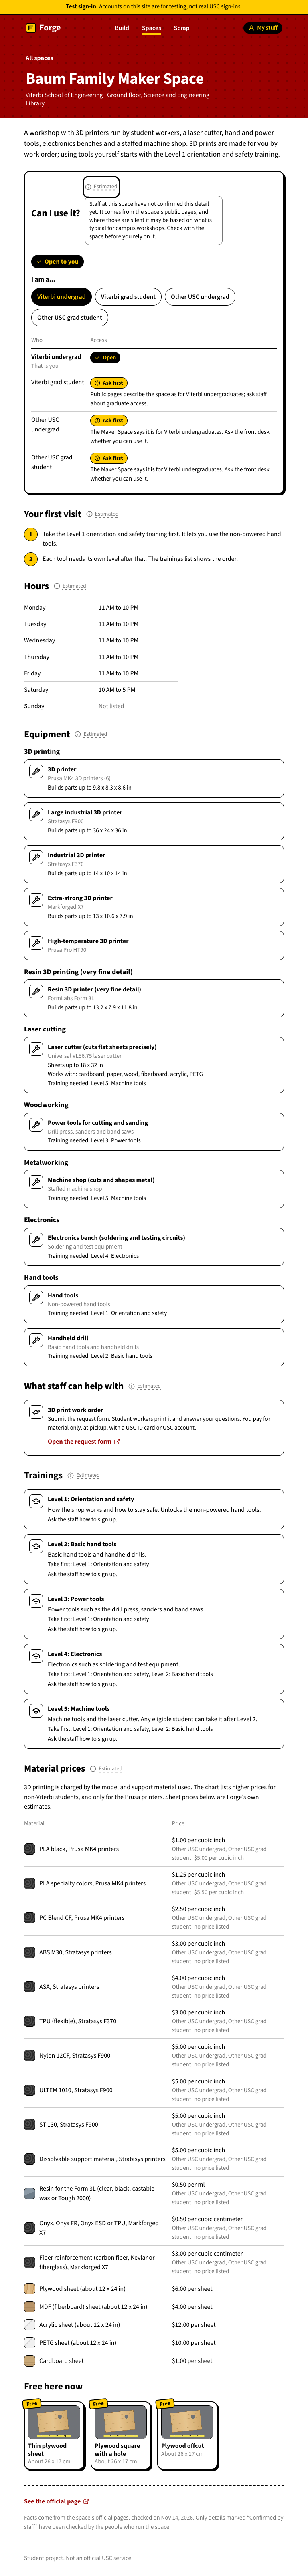 Test sign-in. Accounts on this site are for testing, not real USC sign-ins.
Forge
Build
Spaces
Scrap
My stuff
All spaces
Baum Family Maker Space
Viterbi School of Engineering · Ground floor, Science and Engineering
Library
A workshop with 3D printers run by student workers, a laser cutter, hand and power
tools, electronics benches and a staffed machine shop. 3D prints are made for you by
work order; using tools yourself starts with the Level 1 orientation and safety training.
Can I use it?
Estimated
Staff at this space have not confirmed this detail
yet. It comes from the space's public pages, and
where those are silent it may be based on what is
typical for campus workshops. Check with the
space before you rely on it.
Open to you
I am a...
Viterbi undergrad
Viterbi grad student
Other USC undergrad
Other USC grad student
Who
Access
Viterbi undergrad
That is you
Open
Viterbi grad student
Ask first
Public pages describe the space as for Viterbi undergraduates; ask staff
about graduate access.
Other USC
undergrad
Ask first
The Maker Space says it is for Viterbi undergraduates. Ask the front desk
whether you can use it.
Other USC grad
student
Ask first
The Maker Space says it is for Viterbi undergraduates. Ask the front desk
whether you can use it.
Your first visit
Estimated
1
Take the Level 1 orientation and safety training first. It lets you use the non-powered hand
tools.
2
Each tool needs its own level after that. The trainings list shows the order.
Hours
Estimated
Monday
11 AM to 10 PM
Tuesday
11 AM to 10 PM
Wednesday
11 AM to 10 PM
Thursday
11 AM to 10 PM
Friday
11 AM to 10 PM
Saturday
10 AM to 5 PM
Sunday
Not listed
Equipment
Estimated
3D printing
3D printer
Prusa MK4 3D printers (6)
Builds parts up to 9.8 x 8.3 x 8.6 in
Large industrial 3D printer
Stratasys F900
Builds parts up to 36 x 24 x 36 in
Industrial 3D printer
Stratasys F370
Builds parts up to 14 x 10 x 14 in
Extra-strong 3D printer
Markforged X7
Builds parts up to 13 x 10.6 x 7.9 in
High-temperature 3D printer
Prusa Pro HT90
Resin 3D printing (very fine detail)
Resin 3D printer (very fine detail)
FormLabs Form 3L
Builds parts up to 13.2 x 7.9 x 11.8 in
Laser cutting
Laser cutter (cuts flat sheets precisely)
Universal VLS6.75 laser cutter
Sheets up to 18 x 32 in
Works with: cardboard, paper, wood, fiberboard, acrylic, PETG
Training needed: Level 5: Machine tools
Woodworking
Power tools for cutting and sanding
Drill press, sanders and band saws
Training needed: Level 3: Power tools
Metalworking
Machine shop (cuts and shapes metal)
Staffed machine shop
Training needed: Level 5: Machine tools
Electronics
Electronics bench (soldering and testing circuits)
Soldering and test equipment
Training needed: Level 4: Electronics
Hand tools
Hand tools
Non-powered hand tools
Training needed: Level 1: Orientation and safety
Handheld drill
Basic hand tools and handheld drills
Training needed: Level 2: Basic hand tools
What staff can help with
Estimated
3D print work order
Submit the request form. Student workers print it and answer your questions. You pay for
material only, at pickup, with a USC ID card or USC account.
Open the request form
Trainings
Estimated
Level 1: Orientation and safety
How the shop works and how to stay safe. Unlocks the non-powered hand tools.
Ask the staff how to sign up.
Level 2: Basic hand tools
Basic hand tools and handheld drills.
Take first: Level 1: Orientation and safety
Ask the staff how to sign up.
Level 3: Power tools
Power tools such as the drill press, sanders and band saws.
Take first: Level 1: Orientation and safety
Ask the staff how to sign up.
Level 4: Electronics
Electronics such as soldering and test equipment.
Take first: Level 1: Orientation and safety, Level 2: Basic hand tools
Ask the staff how to sign up.
Level 5: Machine tools
Machine tools and the laser cutter. Any eligible student can take it after Level 2.
Take first: Level 1: Orientation and safety, Level 2: Basic hand tools
Ask the staff how to sign up.
Material prices
Estimated
3D printing is charged by the model and support material used. The chart lists higher prices for
non-Viterbi students, and only for the Prusa printers. Sheet prices below are Forge's own
estimates.
Material
Price
PLA black, Prusa MK4 printers
$1.00 per cubic inch
Other USC undergrad, Other USC grad
student: $5.00 per cubic inch
PLA specialty colors, Prusa MK4 printers
$1.25 per cubic inch
Other USC undergrad, Other USC grad
student: $5.50 per cubic inch
PC Blend CF, Prusa MK4 printers
$2.50 per cubic inch
Other USC undergrad, Other USC grad
student: no price listed
ABS M30, Stratasys printers
$3.00 per cubic inch
Other USC undergrad, Other USC grad
student: no price listed
ASA, Stratasys printers
$4.00 per cubic inch
Other USC undergrad, Other USC grad
student: no price listed
TPU (flexible), Stratasys F370
$3.00 per cubic inch
Other USC undergrad, Other USC grad
student: no price listed
Nylon 12CF, Stratasys F900
$5.00 per cubic inch
Other USC undergrad, Other USC grad
student: no price listed
ULTEM 1010, Stratasys F900
$5.00 per cubic inch
Other USC undergrad, Other USC grad
student: no price listed
ST 130, Stratasys F900
$5.00 per cubic inch
Other USC undergrad, Other USC grad
student: no price listed
Dissolvable support material, Stratasys printers
$5.00 per cubic inch
Other USC undergrad, Other USC grad
student: no price listed
Resin for the Form 3L (clear, black, castable
wax or Tough 2000)
$0.50 per ml
Other USC undergrad, Other USC grad
student: no price listed
Onyx, Onyx FR, Onyx ESD or TPU, Markforged
X7
$0.50 per cubic centimeter
Other USC undergrad, Other USC grad
student: no price listed
Fiber reinforcement (carbon fiber, Kevlar or
fiberglass), Markforged X7
$3.00 per cubic centimeter
Other USC undergrad, Other USC grad
student: no price listed
Plywood sheet (about 12 x 24 in)
$6.00 per sheet
MDF (fiberboard) sheet (about 12 x 24 in)
$4.00 per sheet
Acrylic sheet (about 12 x 24 in)
$12.00 per sheet
PETG sheet (about 12 x 24 in)
$10.00 per sheet
Cardboard sheet
$1.00 per sheet
Free here now
Free
Thin plywood
sheet
About 26 x 17 cm
Free
Plywood square
with a hole
About 26 x 17 cm
Free
Plywood offcut
About 26 x 17 cm
See the official page
Facts come from the space's official pages, checked on Nov 14, 2026. Only details marked "Confirmed by
staff" have been checked by the people who run the space.
Student project. Not an official USC service.